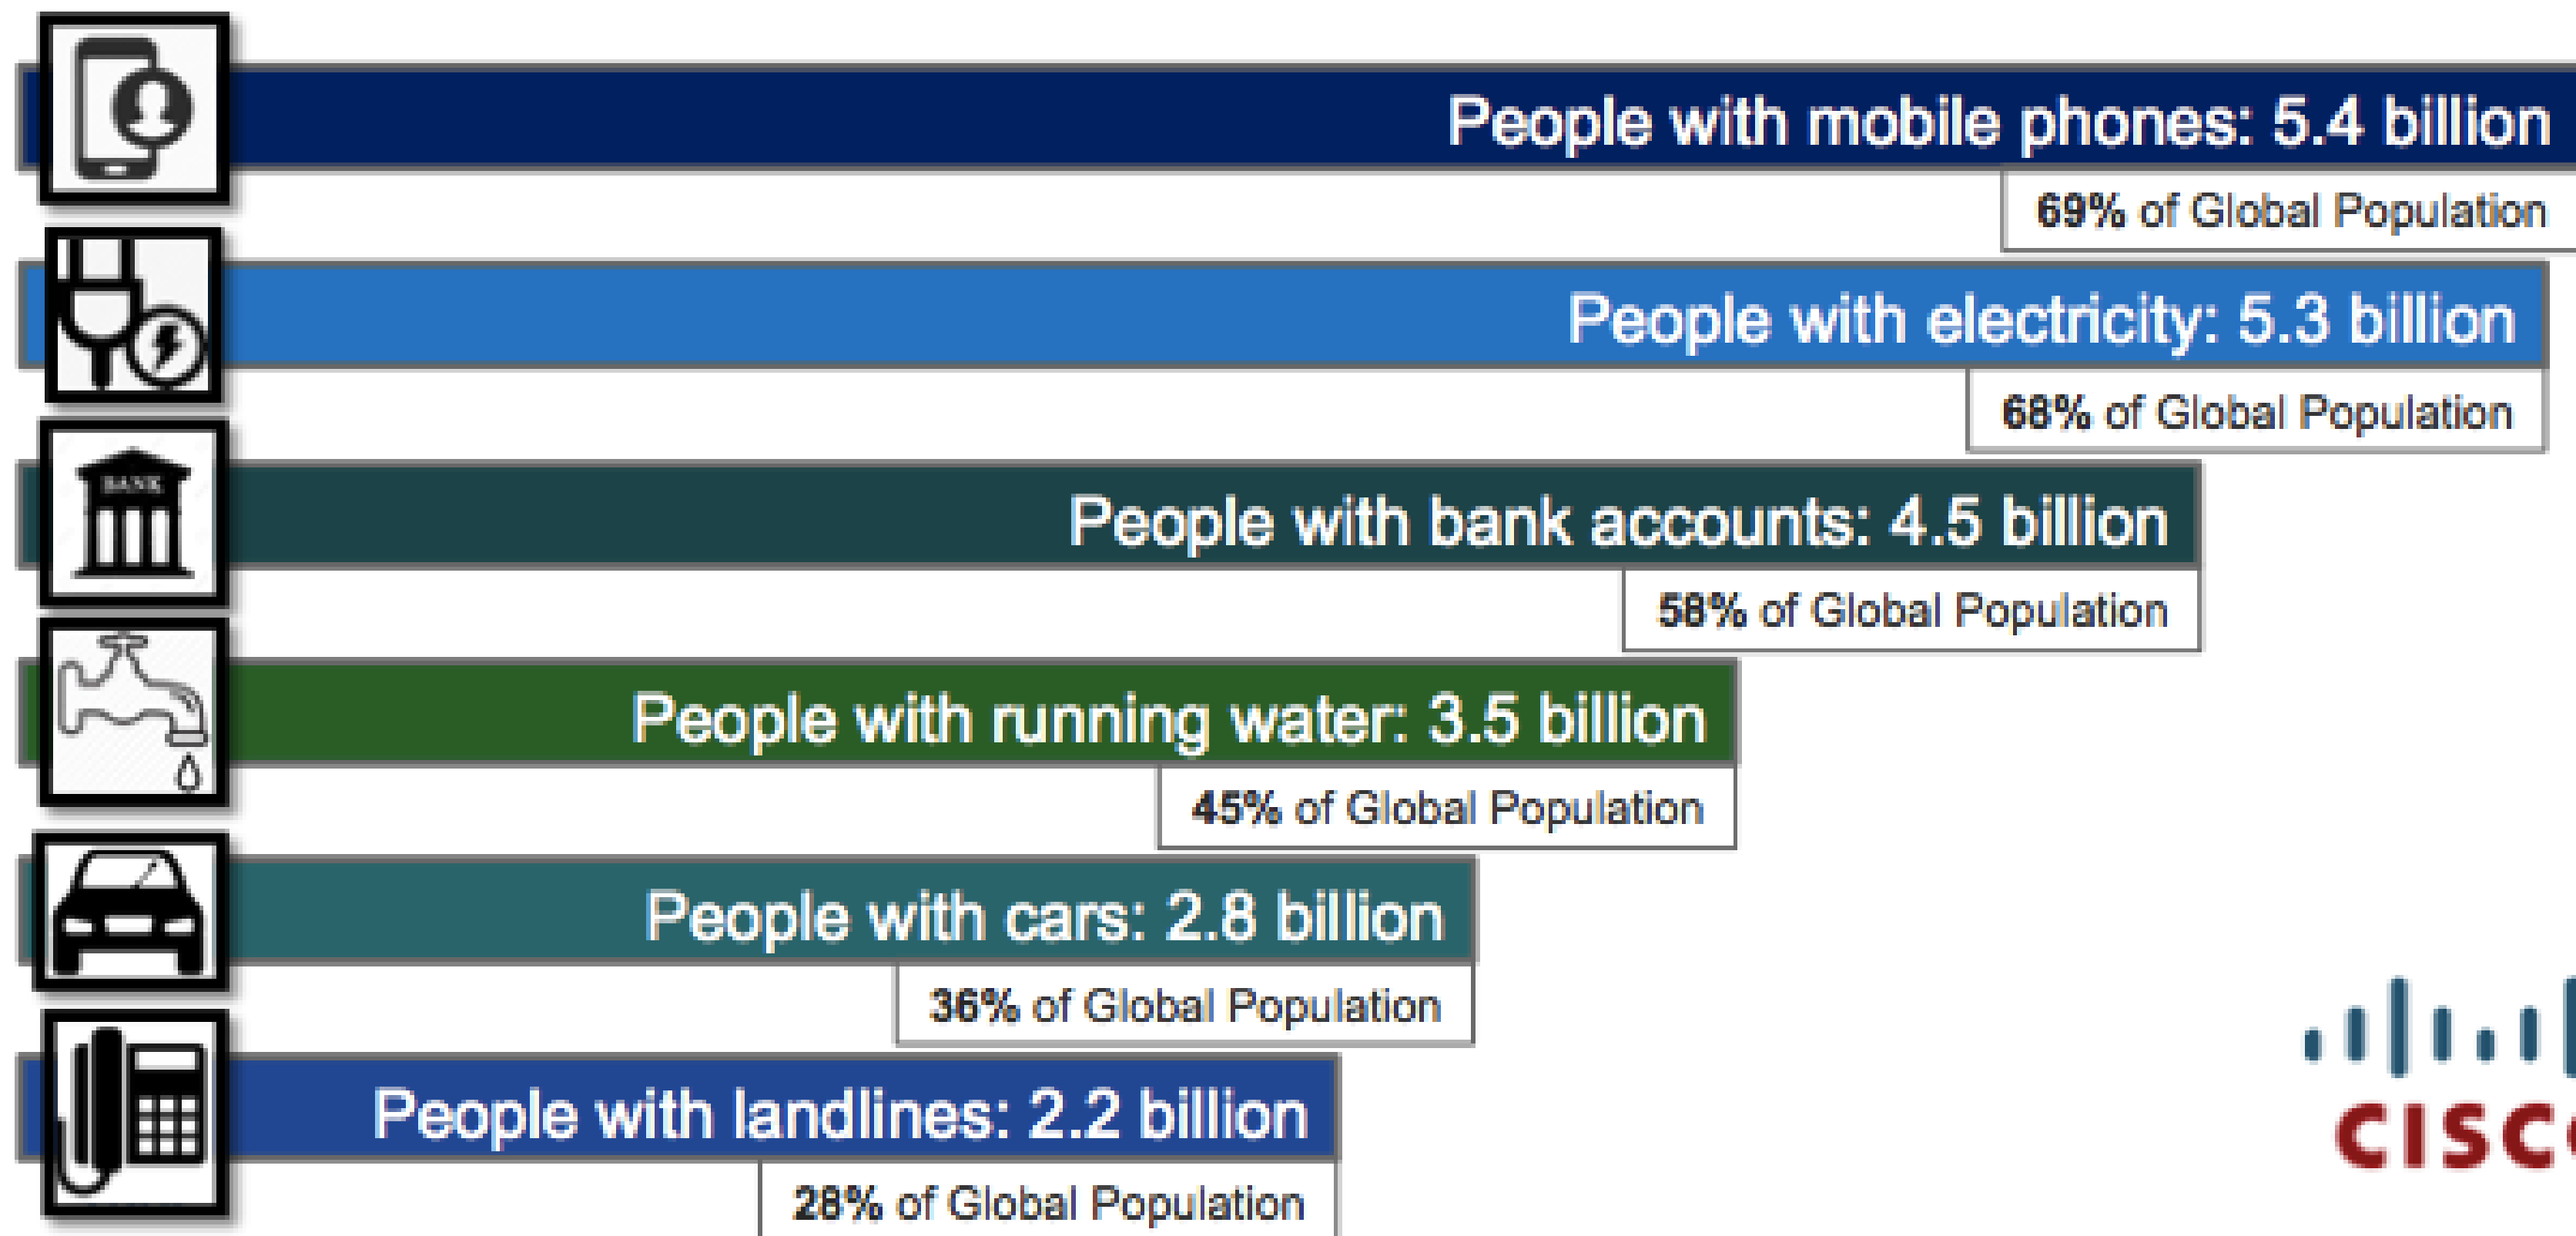 People with mobile phones: 5.4 billion
69% of Global Population
People with electricity: 5.3 billion
68% of Global Population
BANK
People with bank accounts: 4.5 billion
58% of Global Population
People with running water: 3.5 billion
45% of Global Population
People with cars: 2.8 billion
36% of Global Population
People with landlines: 2.2 billion
28% of Global Population
CISCO